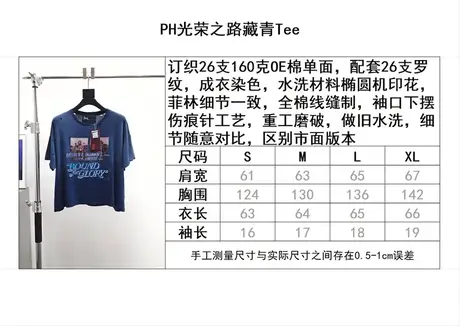 PH光荣之路藏青Tee
订织26支160克OE棉单面，配套26支罗
纹，成衣染色，水洗材料椭圆机印花，
菲林细节一致，全棉线缝制，袖口下摆
伤痕针工艺，重工磨破，做旧水洗，细
节随意对比，区别市面版本
尺码 S M L XL
肩宽 61 63 65 67
胸围 124 130 136 142
衣长 63 64 65 66
袖长 16 17 18 19
手工测量尺寸与实际尺寸之间存在0.5-1cm误差
BOUND
GLORY